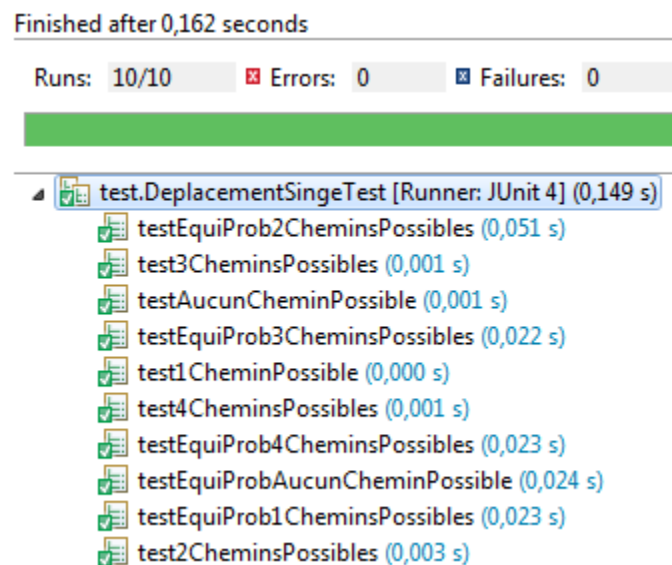 Finished after 0,162 seconds
Runs: 10/10 Errors: 0 Failures: 0
test.DeplacementSingeTest [Runner: JUnit 4] (0,149 s)
testEquiProb2CheminsPossibles (0,051 s)
test3CheminsPossibles (0,001 s)
testAucunCheminPossible (0,001 s)
testEquiProb3CheminsPossibles (0,022 s)
test1CheminPossible (0,000 s)
test4CheminsPossibles (0,001 s)
testEquiProb4CheminsPossibles (0,023 s)
testEquiProbAucunCheminPossible (0,024 s)
testEquiProb1CheminsPossibles (0,023 s)
test2CheminsPossibles (0,003 s)